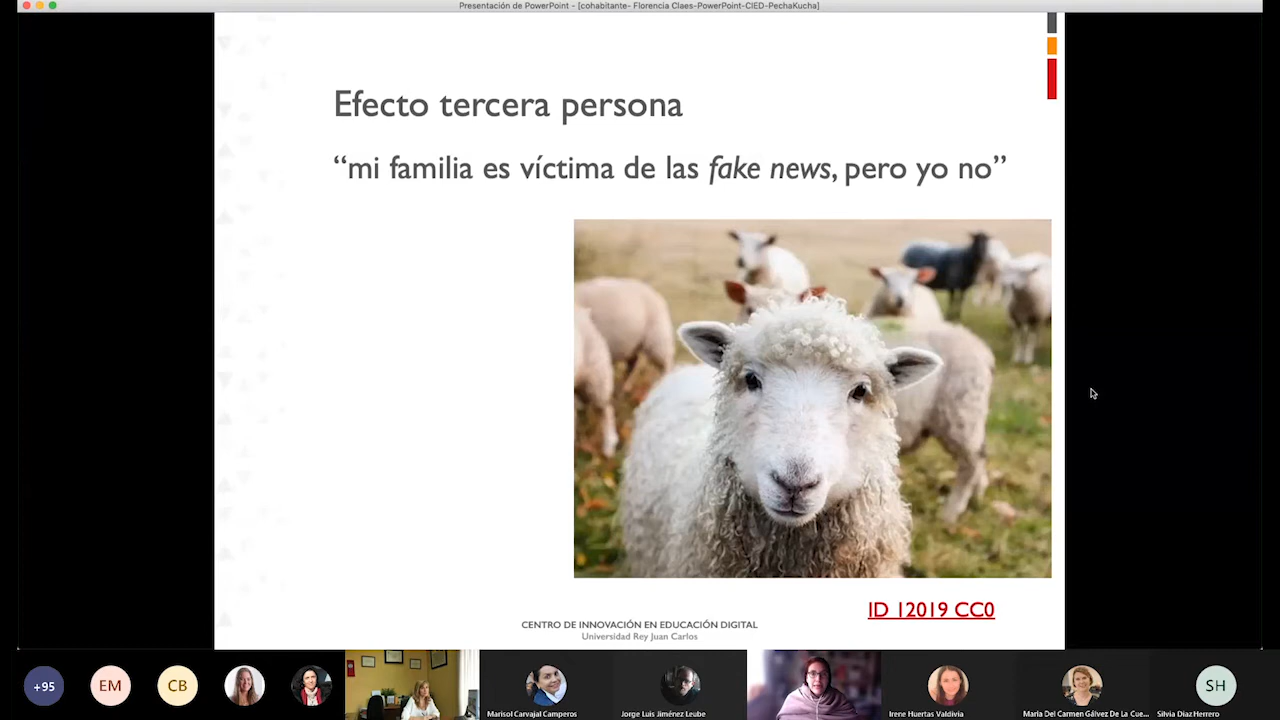 Presentación de PowerPoint - [cohabitante- Florencia Claes-PowerPoint-CIED-PechaKucha]
Efecto tercera persona
“mi familia es víctima de las fake news, pero yo no”
ID 12019 CC0
CENTRO DE INNOVACIÓN EN EDUCACIÓN DIGITAL
Universidad Rey Juan Carlos
+95
EM
CB
Marisol Carvajal Camperos
Jorge Luis Jiménez Leube
Irene Huertas Valdivia
María Del Carmen Gálvez De La Cue...
SH
Silvia Díaz Herrero